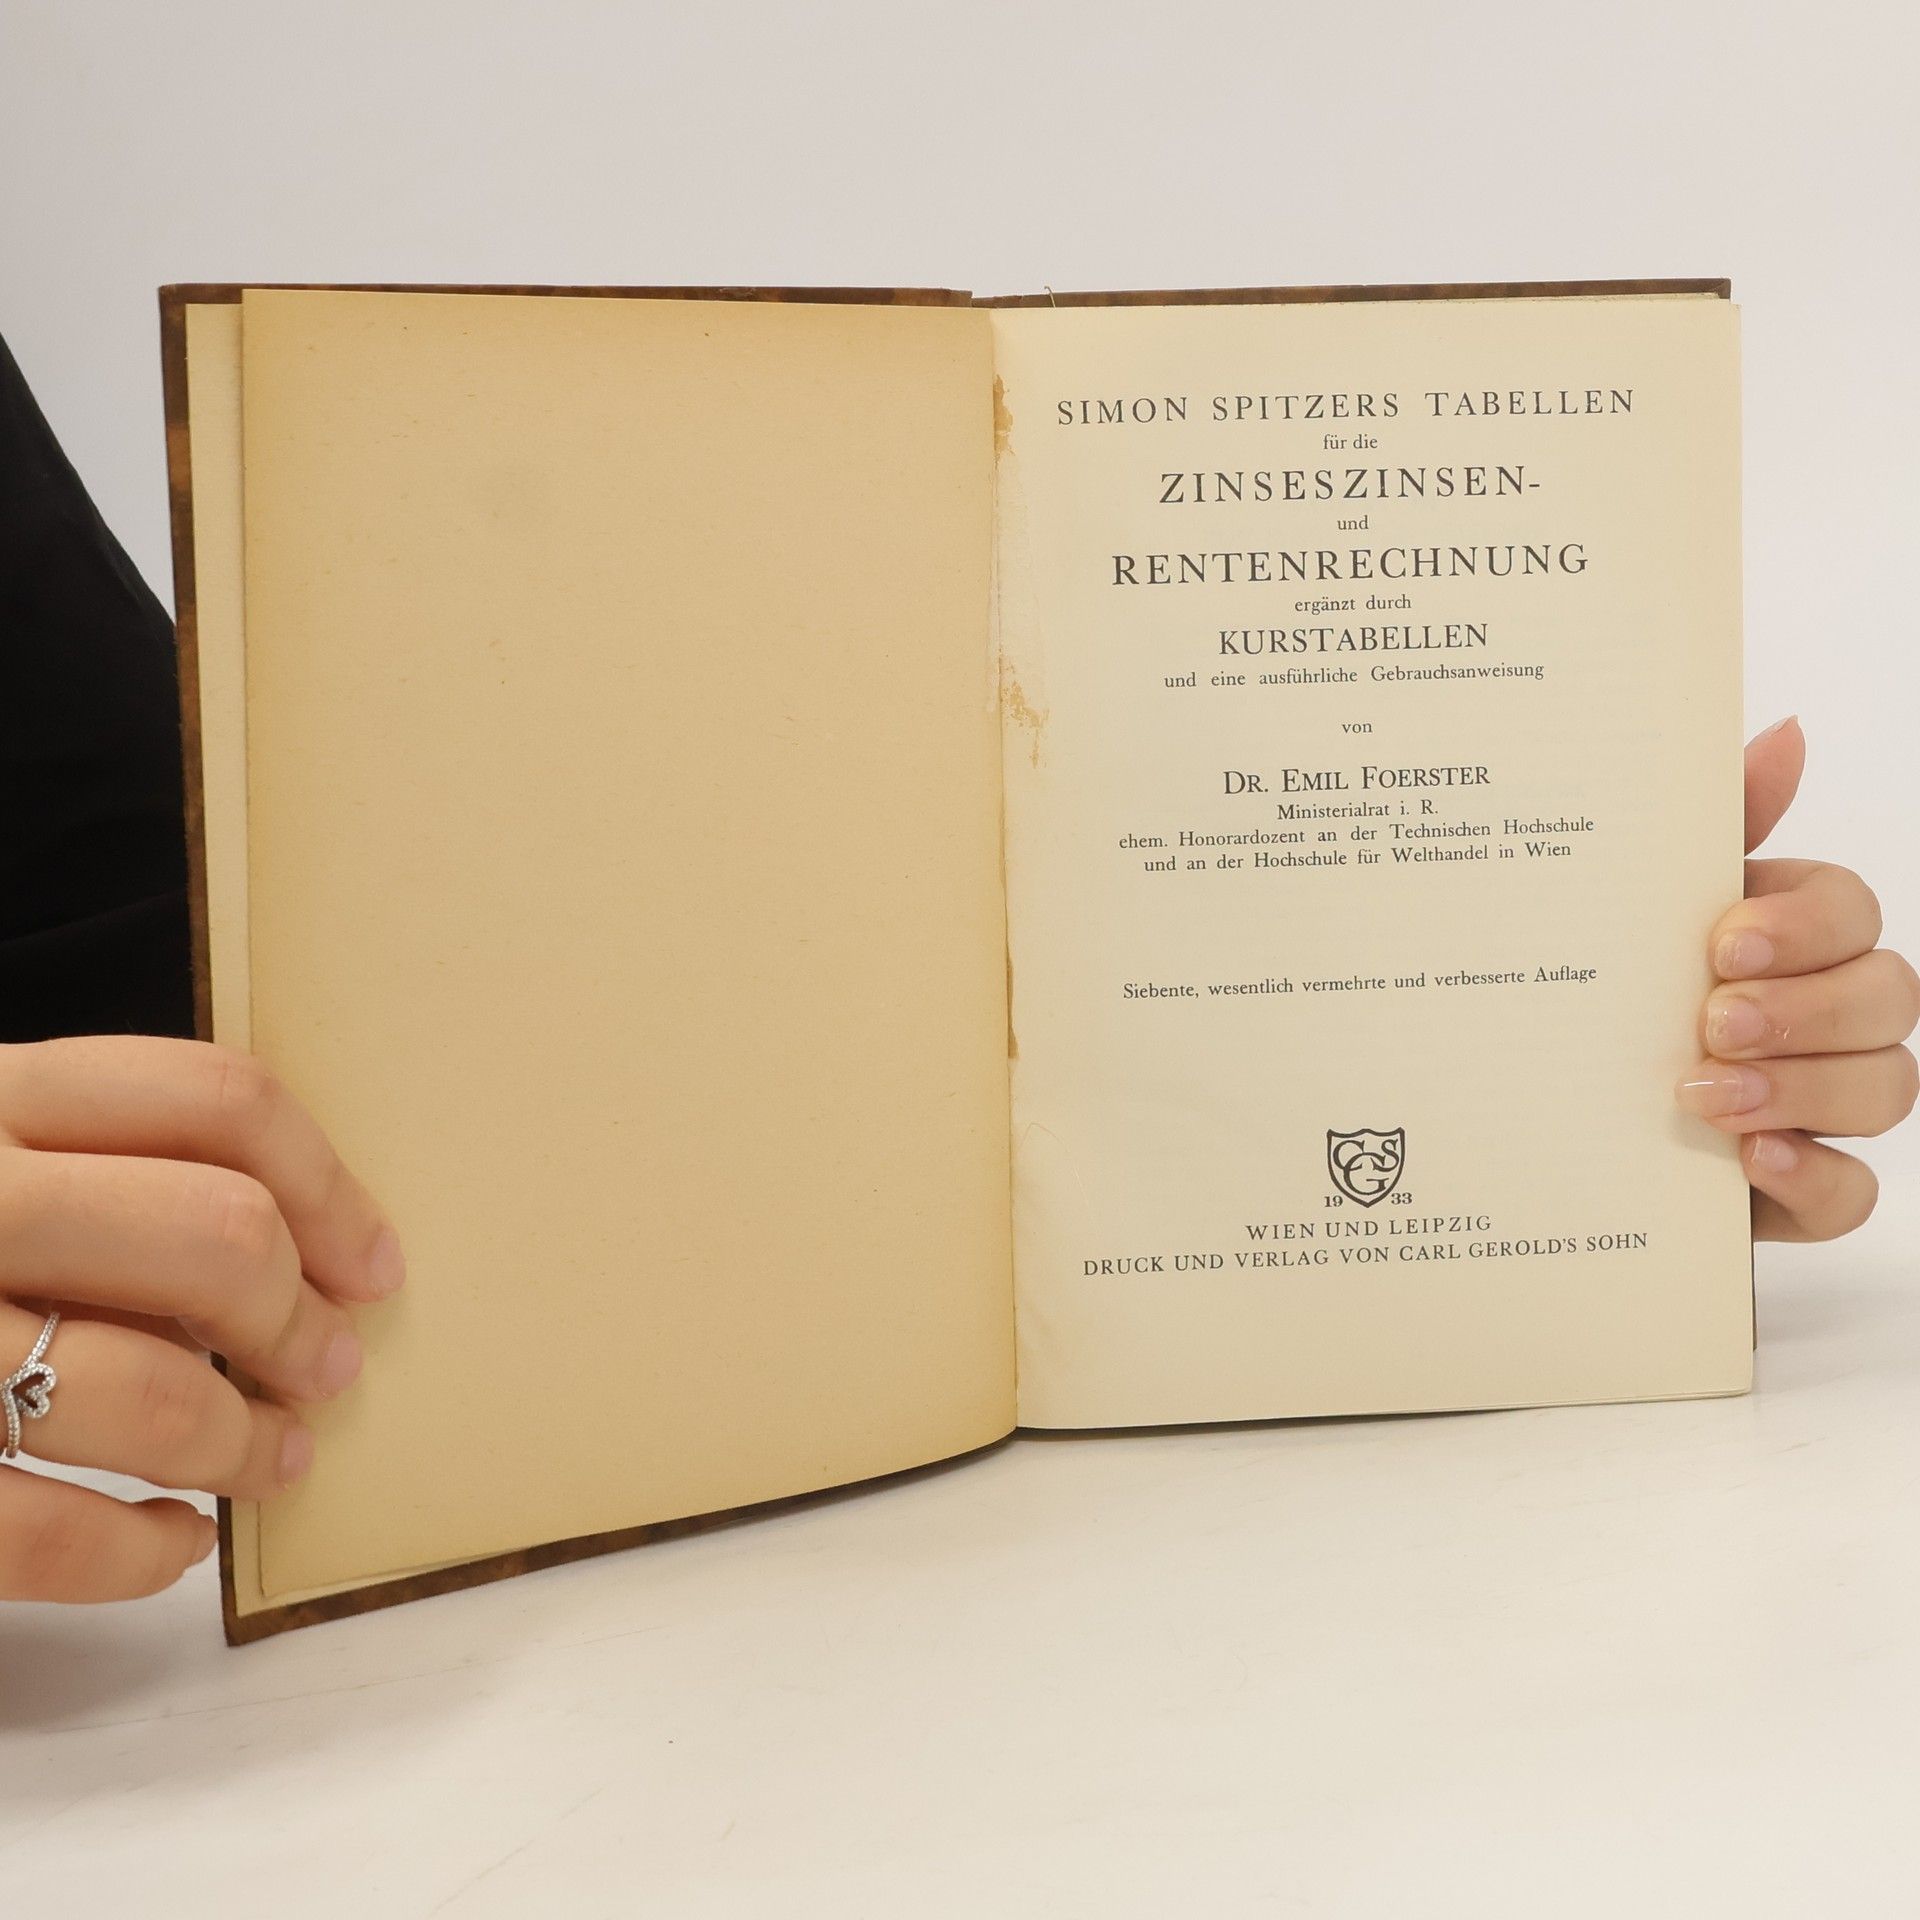 SIMON SPITZERS TABELLEN
für die
ZINSESZINSEN-
und
RENTENRECHNUNG
ergänzt durch
KURSTABELLEN
und eine ausführliche Gebrauchsanweisung
von
DR. EMIL FOERSTER
Ministerialrat i. R.
ehem. Honorardozent an der Technischen Hochschule
und an der Hochschule für Welthandel in Wien
Siebente, wesentlich vermehrte und verbesserte Auflage
CGS
19 33
WIEN UND LEIPZIG
DRUCK UND VERLAG VON CARL GEROLD'S SOHN